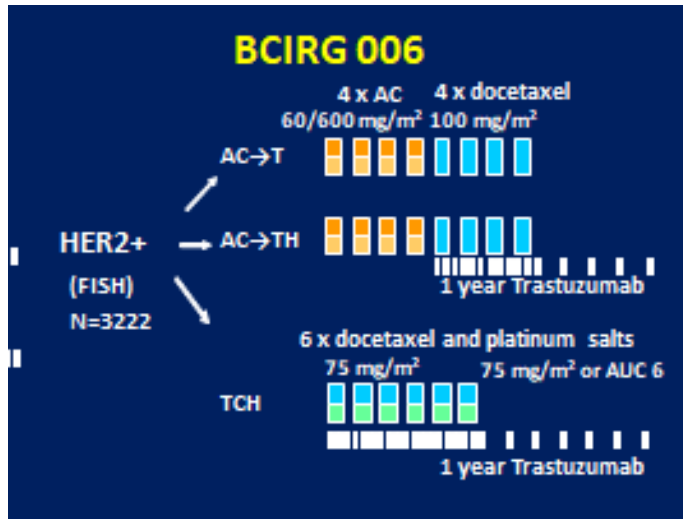 BCIRG 006
4 x AC 4 x docetaxel
60/600 mg/m² 100 mg/m²
AC→T
HER2+ AC→TH
1 year Trastuzumab
(FISH)
N=3222
6 x docetaxel and platinum salts
75 mg/m² 75 mg/m² or AUC 6
TCH
1 year Trastuzumab